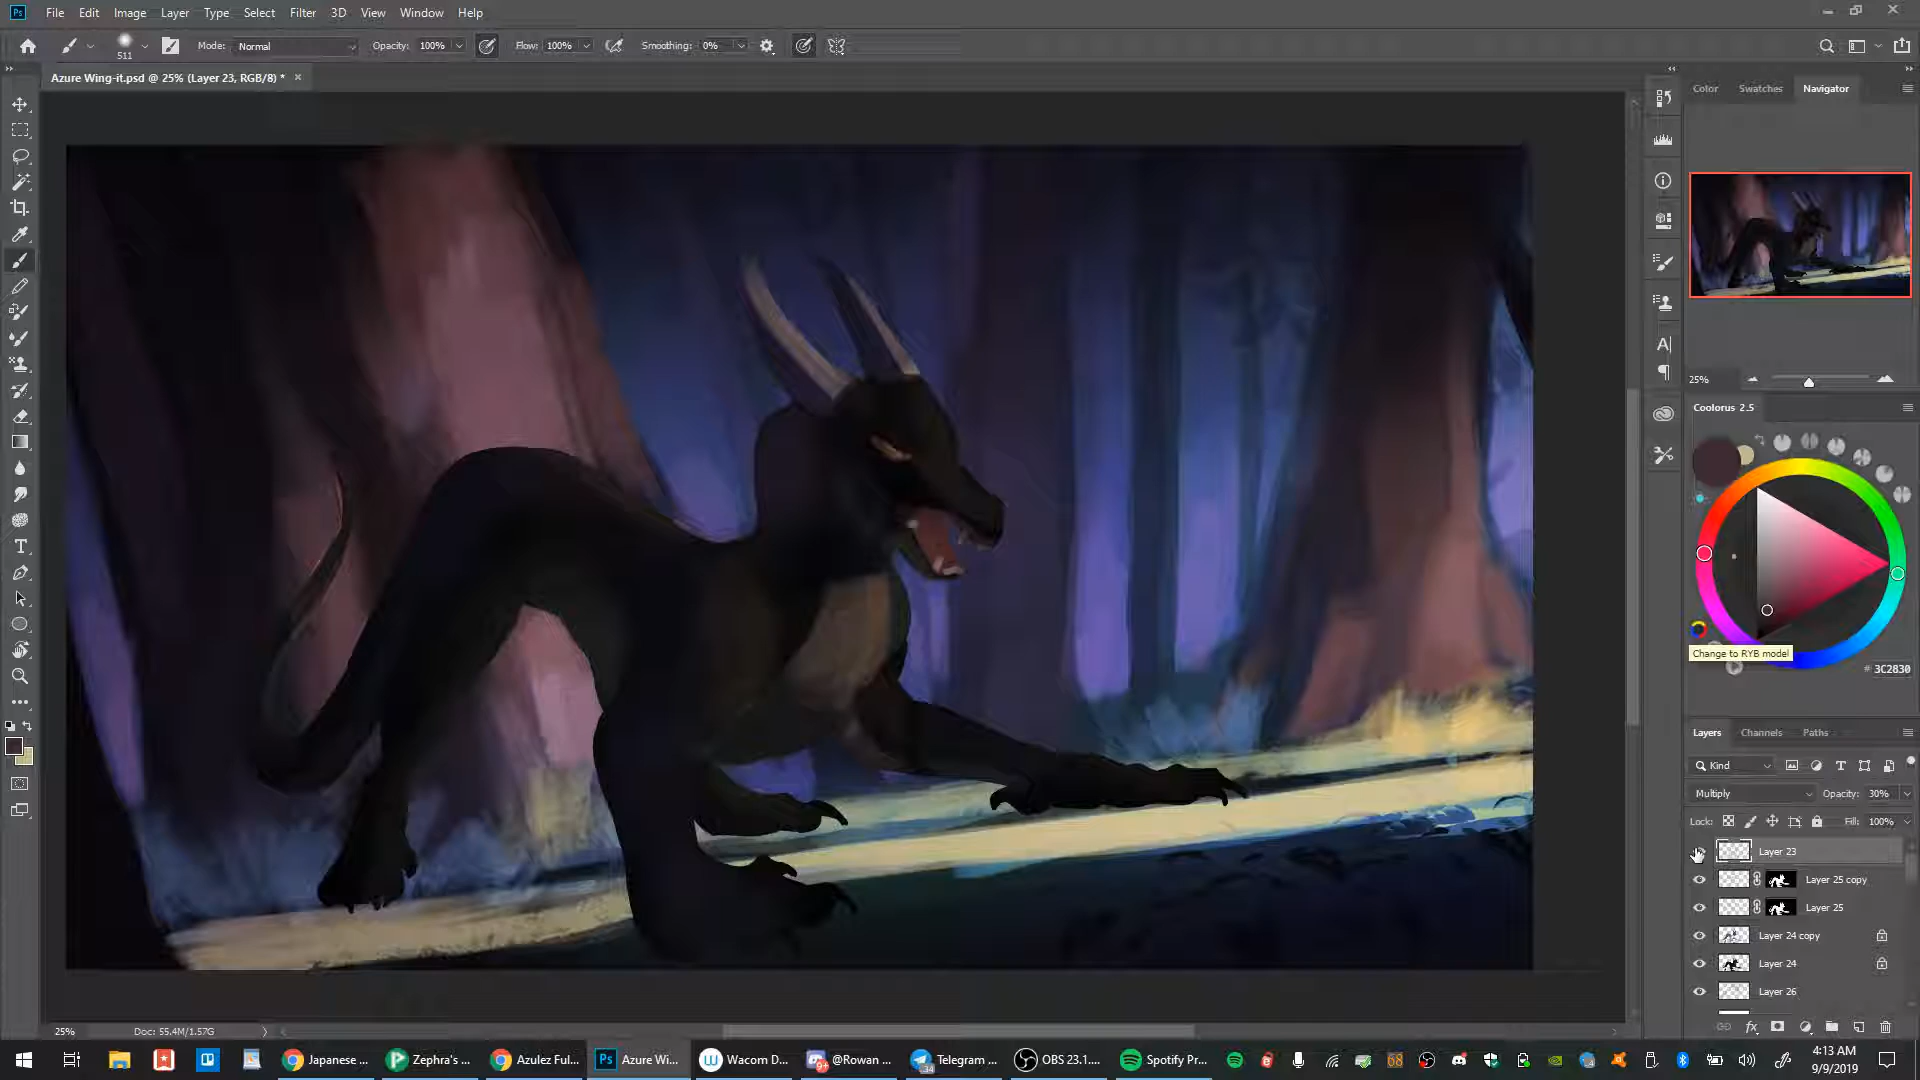 Ps File Edit Image Layer Type Select Filter 3D View Window Help
511 Mode: Normal Opacity: 100% Flow: 100% Smoothing: 0%
Azure Wing-it.psd @ 25% (Layer 23, RGB/8) *
Color Swatches Navigator
25%
Coolorus 2.5
Change to RYB model
# 3C2830
Layers Channels Paths
Kind
Multiply Opacity: 30%
Lock: Fill: 100%
Layer 23
Layer 25 copy
Layer 25
Layer 24 copy
Layer 24
Layer 26
25% Doc: 55.4M/1.57G
Japanese ... Zephra's ... Azulez Ful... Ps Azure Wi... Wacom D... @Rowan ... Telegram ... OBS 23.1.... Spotify Pr...
4:13 AM
9/9/2019